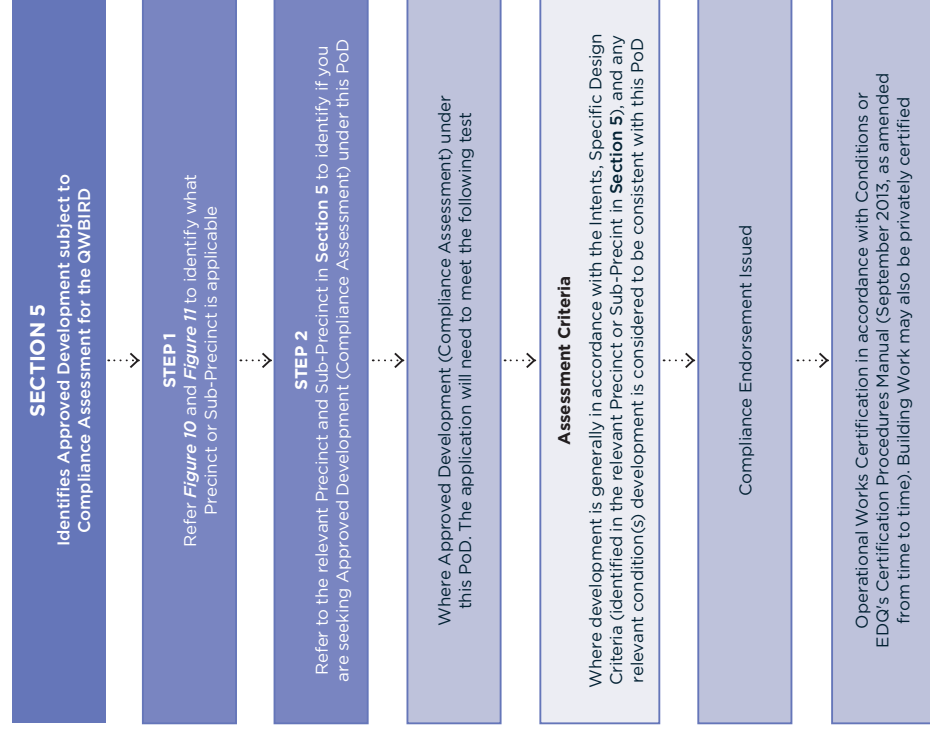 SECTION 5
Identifies Approved Development subject to
Compliance Assessment for the QWBIRD
STEP 1
Refer Figure 10 and Figure 11 to identify what
Precinct or Sub-Precinct is applicable
STEP 2
Refer to the relevant Precinct and Sub-Precinct in Section 5 to identify if you
are seeking Approved Development (Compliance Assessment) under this PoD
Where Approved Development (Compliance Assessment) under
this PoD. The application will need to meet the following test
Assessment Criteria
Where development is generally in accordance with the Intents, Specific Design
Criteria (identified in the relevant Precinct or Sub-Precint in Section 5), and any
relevant condition(s) development is considered to be consistent with this PoD
Compliance Endorsement Issued
Operational Works Certification in accordance with Conditions or
EDQ's Certification Procedures Manual (September 2013, as amended
from time to time). Building Work may also be privately certified